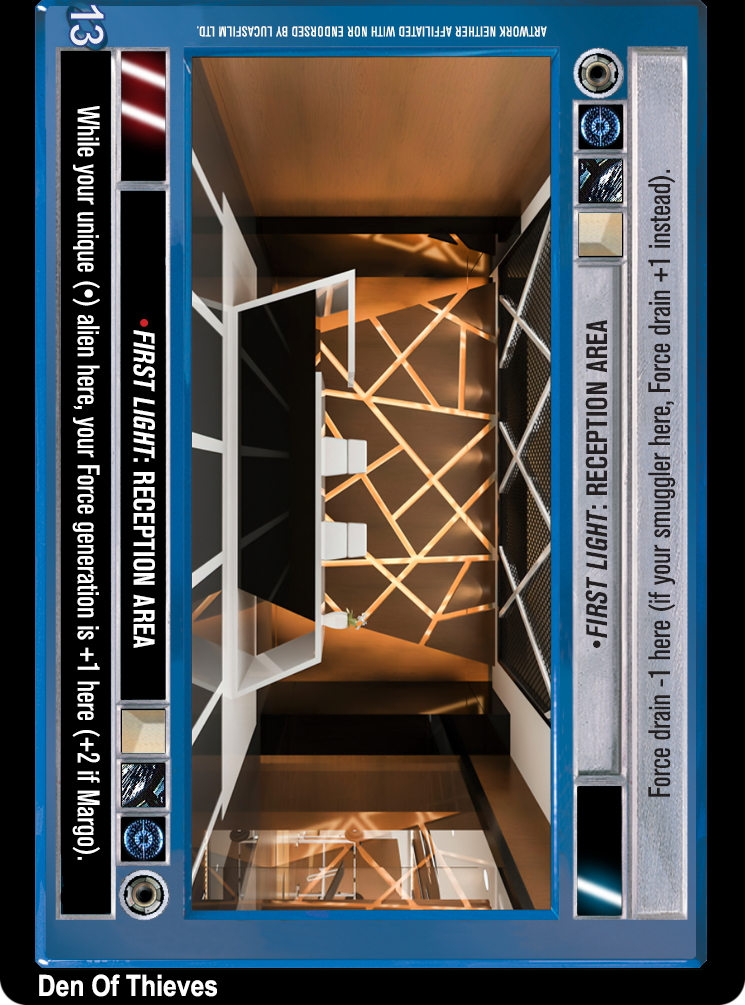 13
ARTWORK NEITHER AFFILIATED WITH NOR ENDORSED BY LUCASFILM LTD.
While your unique (•) alien here, your Force generation is +1 here (+2 if Margo).
•FIRST LIGHT: RECEPTION AREA
•FIRST LIGHT: RECEPTION AREA
Force drain -1 here (if your smuggler here, Force drain +1 instead).
Den Of Thieves